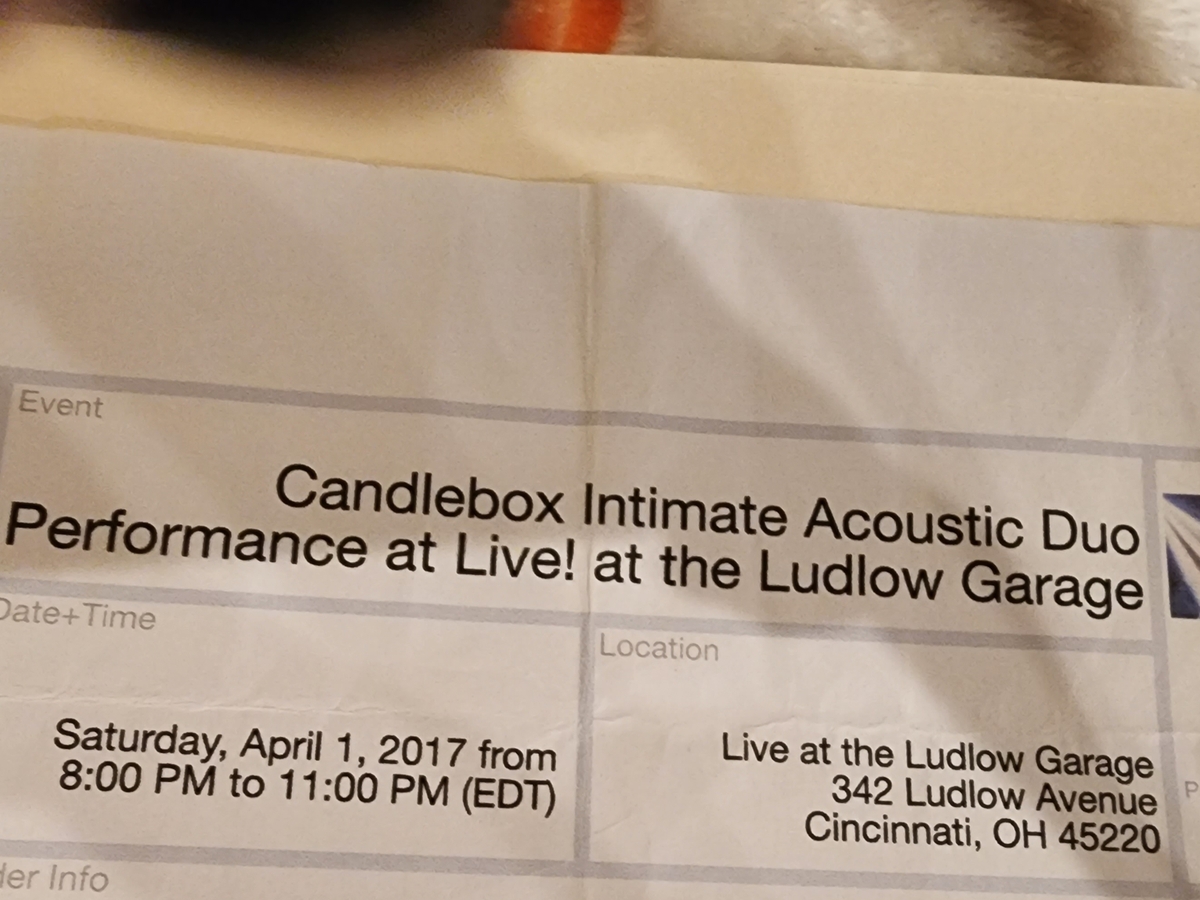 Event
Candlebox Intimate Acoustic Duo
Performance at Live! at the Ludlow Garage
Date+Time
Saturday, April 1, 2017 from
8:00 PM to 11:00 PM (EDT)
Location
Live at the Ludlow Garage
342 Ludlow Avenue
Cincinnati, OH 45220
Info